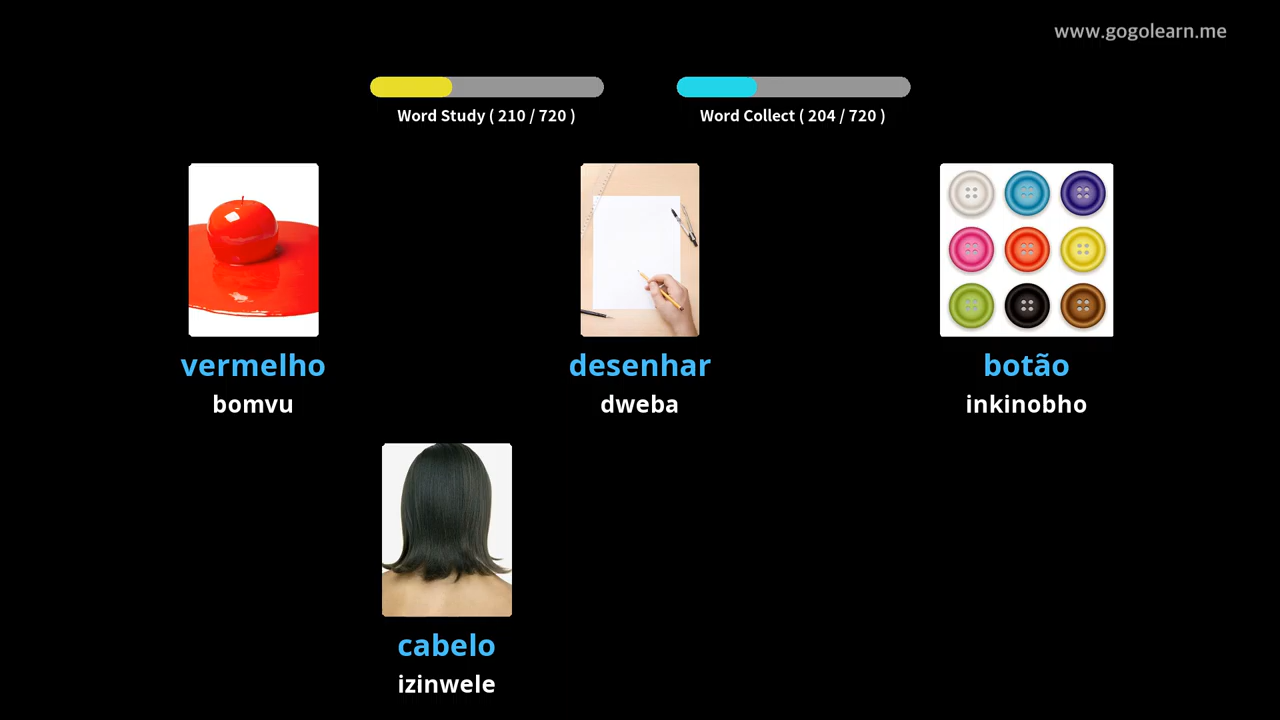 www.gogolearn.me
Word Study ( 210 / 720 )
Word Collect ( 204 / 720 )
vermelho
bomvu
desenhar
dweba
botão
inkinobho
cabelo
izinwele